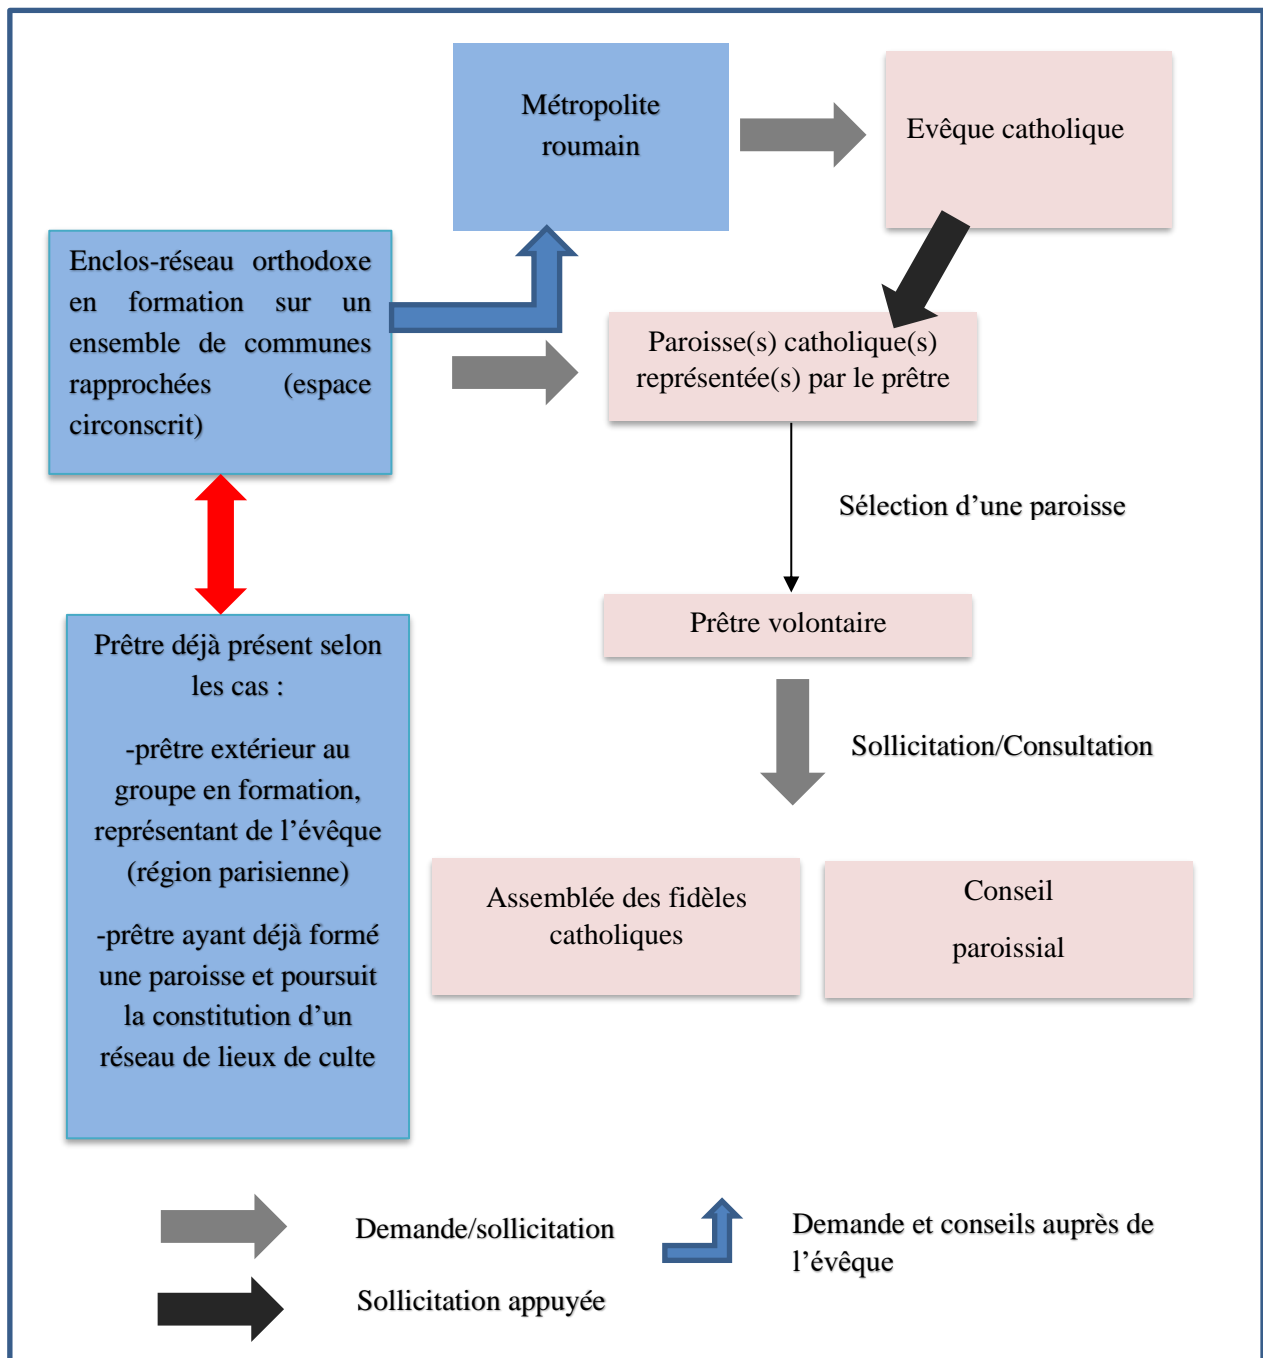 Métropolite
roumain
Evêque catholique
Enclos-réseau orthodoxe
en formation sur un
ensemble de communes
rapprochées (espace
circonscrit)
Paroisse(s) catholique(s)
représentée(s) par le prêtre
Sélection d’une paroisse
Prêtre volontaire
Prêtre déjà présent selon
les cas :
-prêtre extérieur au
groupe en formation,
représentant de l’évêque
(région parisienne)
-prêtre ayant déjà formé
une paroisse et poursuit
la constitution d’un
réseau de lieux de culte
Sollicitation/Consultation
Assemblée des fidèles
catholiques
Conseil
paroissial
Demande/sollicitation
Demande et conseils auprès de
l’évêque
Sollicitation appuyée